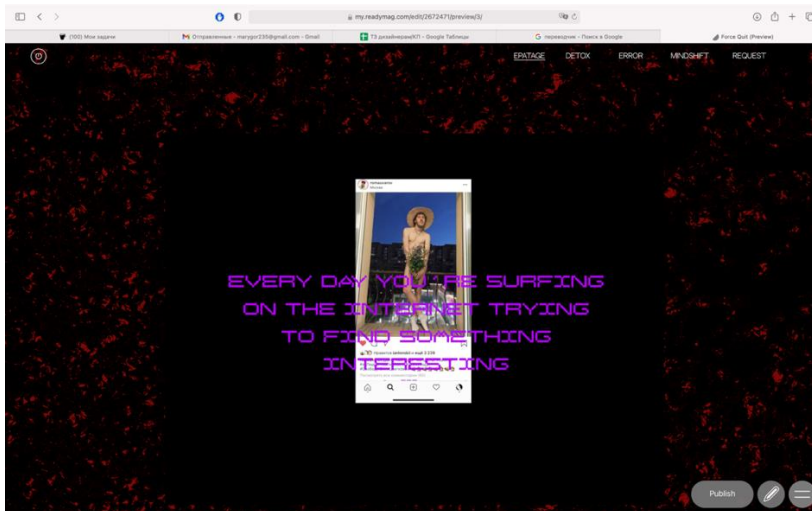 my.readymag.com/edit/2672471/preview/3/
(100) Мои задачи
Отправленные - marygor235@gmail.com - Gmail
ТЗ дизайнерам/КП - Google Таблицы
переводчик - Поиск в Google
Force Quit (Preview)
EPATAGE
DETOX
ERROR
MINDSHIFT
REQUEST
EVERY DAY YOU'RE SURFING
ON THE INTERNET TRYING
TO FIND SOMETHING
INTERESTING
Publish